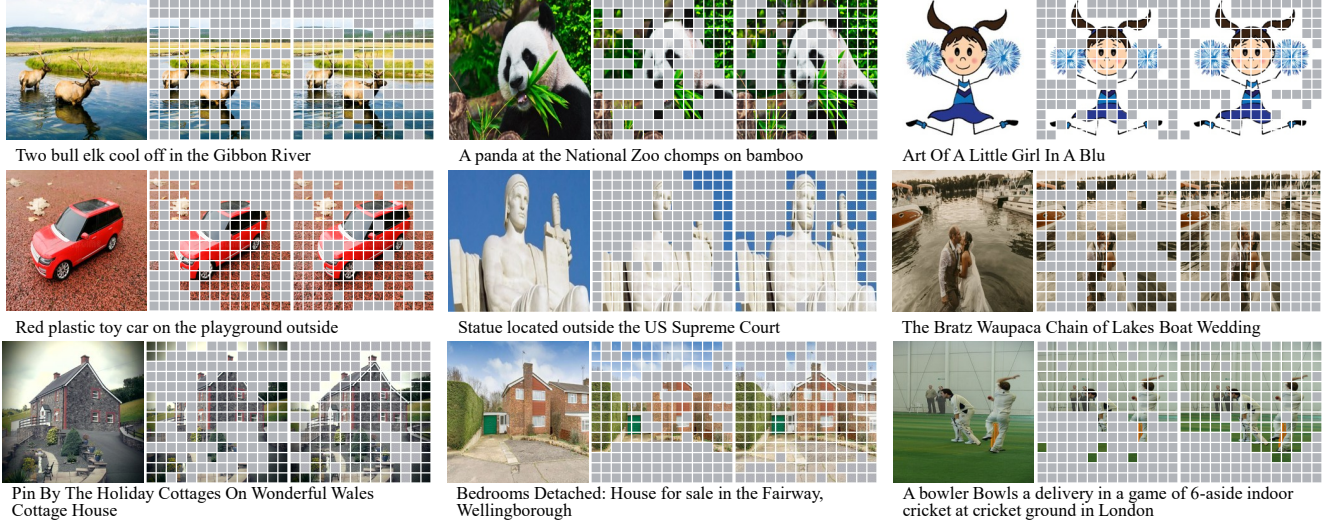 Two bull elk cool off in the Gibbon River
A panda at the National Zoo chomps on bamboo
Art Of A Little Girl In A Blu
Red plastic toy car on the playground outside
Statue located outside the US Supreme Court
The Bratz Waupaca Chain of Lakes Boat Wedding
Pin By The Holiday Cottages On Wonderful Wales
Cottage House
Bedrooms Detached: House for sale in the Fairway,
Wellingborough
A bowler Bowls a delivery in a game of 6-aside indoor
cricket at cricket ground in London